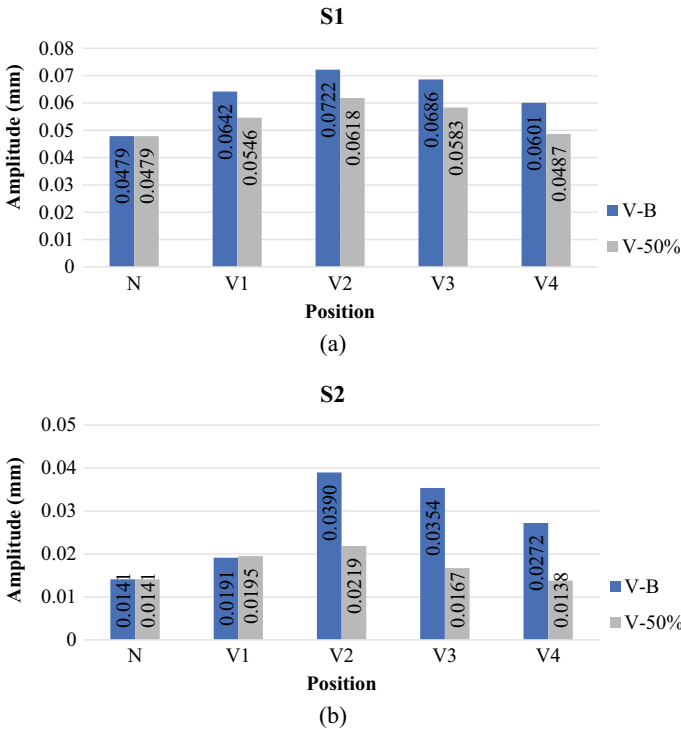 S1
0.08
0.07
0.06
0.05
0.04
0.03
0.02
0.01
0
Amplitude (mm)
0.0479
0.0479
0.0642
0.0546
0.0722
0.0618
0.0686
0.0583
0.0601
0.0487
V-B
V-50%
N V1 V2 V3 V4
Position
(a)
S2
0.05
0.04
0.03
0.02
0.01
0
Amplitude (mm)
0.0141
0.0141
0.0191
0.0195
0.0390
0.0219
0.0354
0.0167
0.0272
0.0138
V-B
V-50%
N V1 V2 V3 V4
Position
(b)